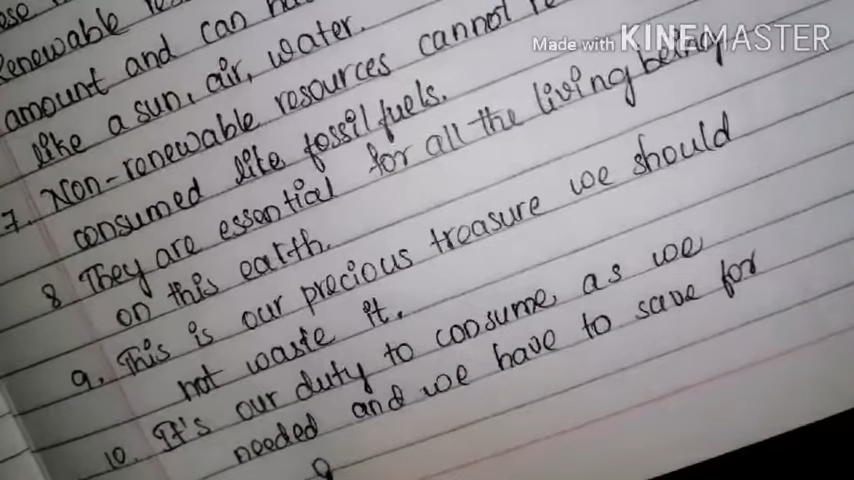 Renewable
amount and can
like a sun, air, water.
7. Non-renewable resources cannot
consumed like fossil fuels.
8 They are essential for all the living being
on this earth.
9. This is our precious treasure we should
not waste it.
10. It's our duty to consume as we
needed and we have to save for
Made with KINEMASTER